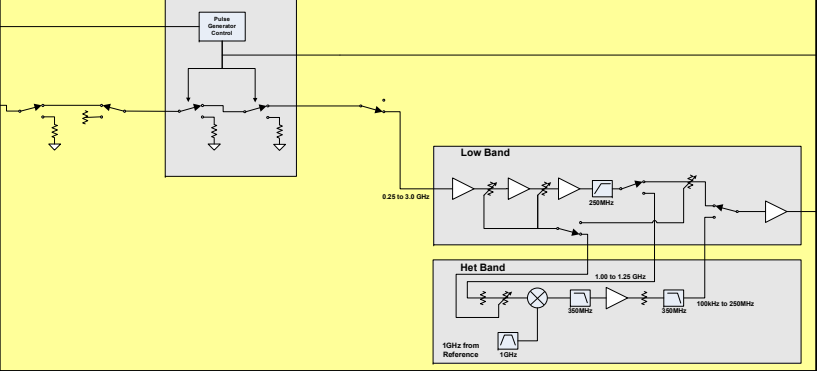 Pulse
Generator
Control
Low Band
0.25 to 3.0 GHz
250MHz
Het Band
1.00 to 1.25 GHz
350MHz
350MHz
100kHz to 250MHz
1GHz from
Reference
1GHz